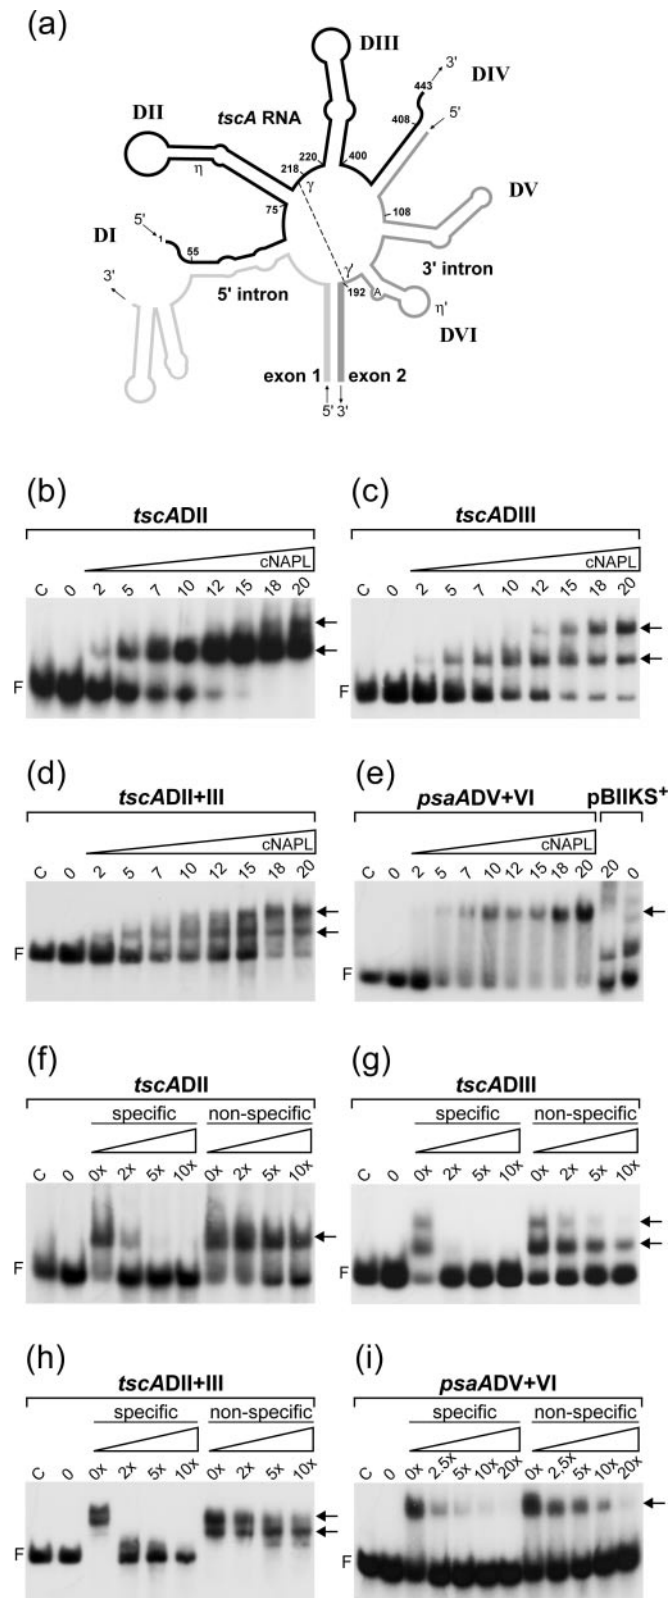 (a)
DIII
443
3'
DIV
DII
tscA RNA
408
5'
220
400
218
η
γ
75
108
DV
5'
1
DI
55
3'
γ'
3' intron
5' intron
192
A
η'
DVI
exon 1
exon 2
5'
3'
(b)
tscADII
cNAPL
C 0 2 5 7 10 12 15 18 20
F
(c)
tscADIII
cNAPL
C 0 2 5 7 10 12 15 18 20
F
(d)
tscADII+III
cNAPL
C 0 2 5 7 10 12 15 18 20
F
(e)
psaADV+VI
pBIIKS+
cNAPL
C 0 2 5 7 10 12 15 18 20 20 0
F
(f)
tscADII
specific non-specific
C 0 0x 2x 5x 10x 0x 2x 5x 10x
F
(g)
tscADIII
specific non-specific
C 0 0x 2x 5x 10x 0x 2x 5x 10x
F
(h)
tscADII+III
specific non-specific
C 0 0x 2x 5x 10x 0x 2x 5x 10x
F
(i)
psaADV+VI
specific non-specific
C 0 0x 2.5x 5x 10x 20x 0x 2.5x 5x 10x 20x
F